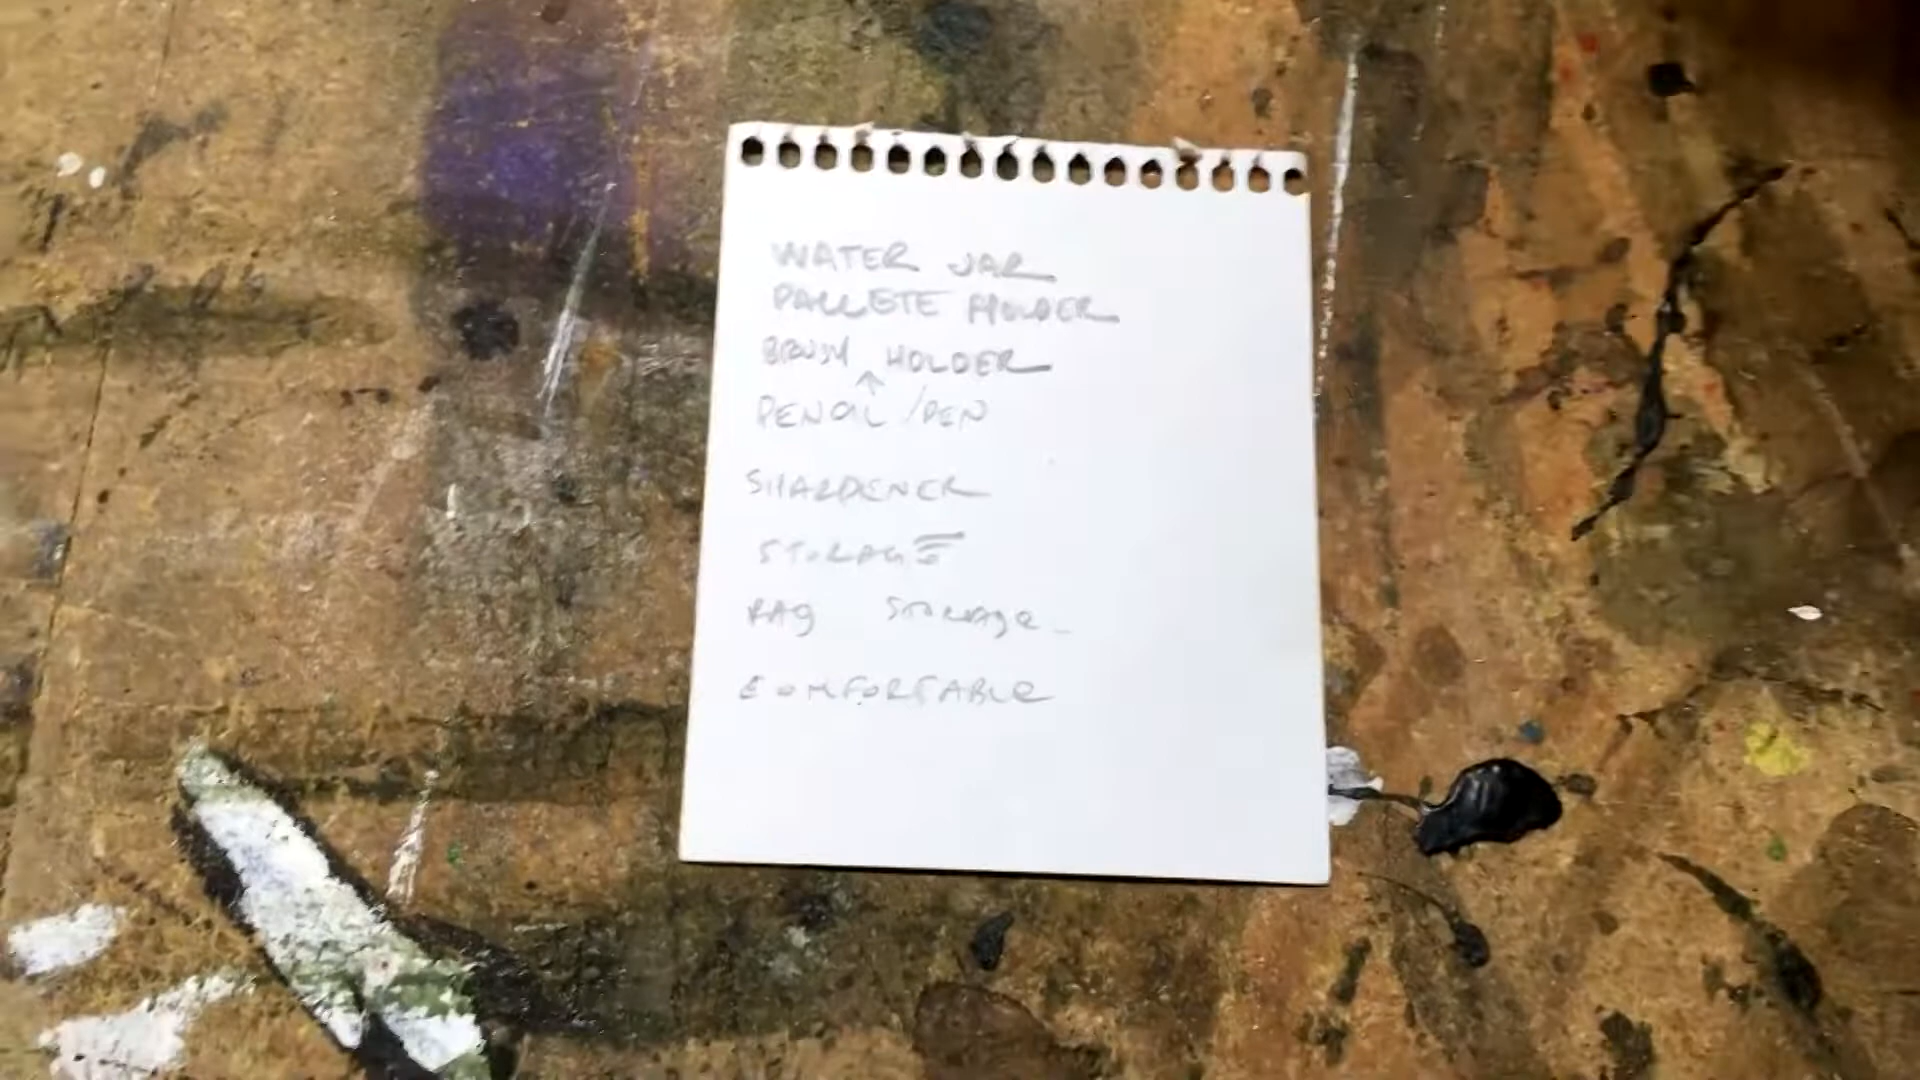 WATER JAR
PALLETE HOLDER
BRUSH HOLDER
PENCIL/PEN
SHARPENER
STORAGE
RAG STORAGE
COMFORTABLE